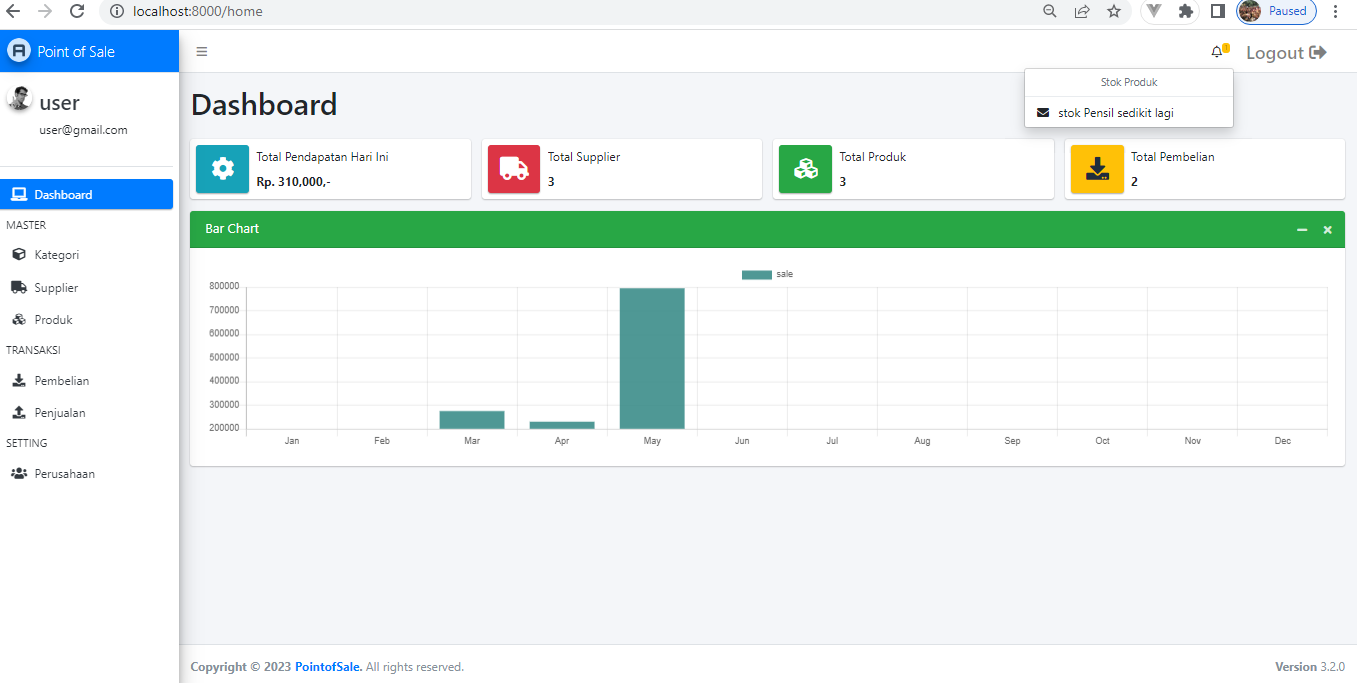 localhost:8000/home
Paused
Point of Sale
1
Logout
user
user@gmail.com
Dashboard
MASTER
Kategori
Supplier
Produk
TRANSAKSI
Pembelian
Penjualan
SETTING
Perusahaan
Stok Produk
stok Pensil sedikit lagi
Dashboard
Total Pendapatan Hari Ini
Rp. 310,000,-
Total Supplier
3
Total Produk
3
Total Pembelian
2
Bar Chart
sale
800000
700000
600000
500000
400000
300000
200000
Jan Feb Mar Apr May Jun Jul Aug Sep Oct Nov Dec
Copyright © 2023 PointofSale. All rights reserved.
Version 3.2.0